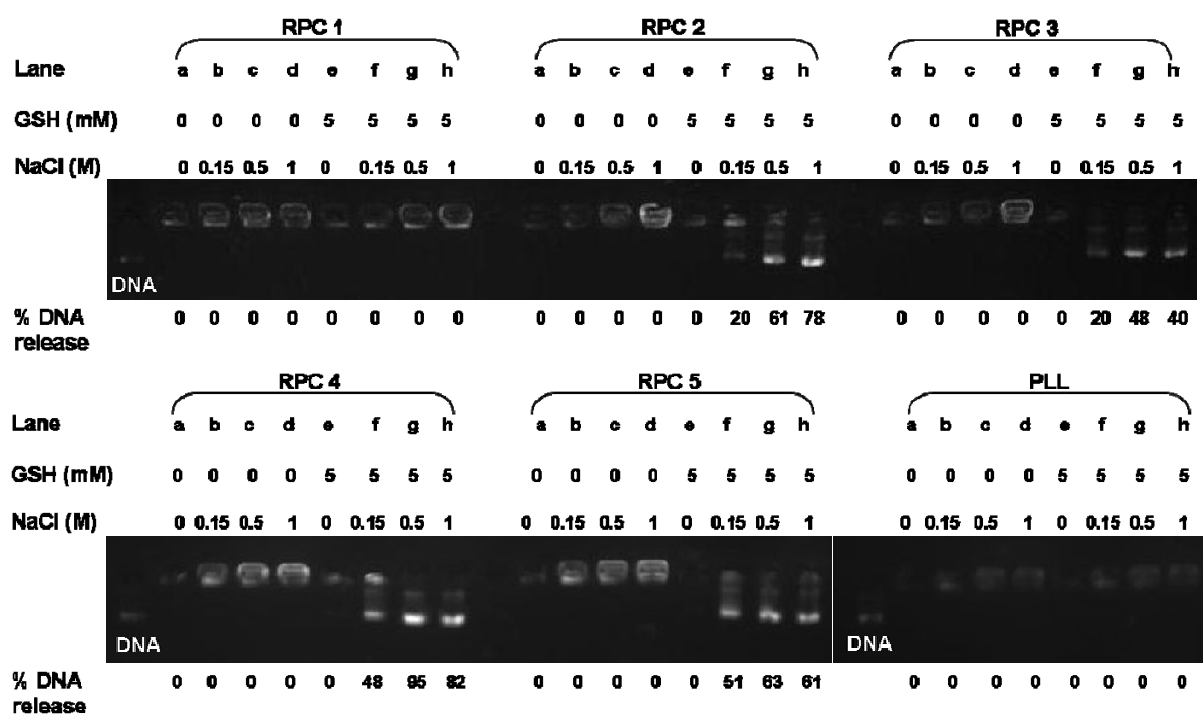 RPC 1 RPC 2 RPC 3
Lane a b c d e f g h a b c d e f g h a b c d e f g h
GSH (mM) 0 0 0 0 5 5 5 5 0 0 0 0 5 5 5 5 0 0 0 0 5 5 5 5
NaCl (M) 0 0.15 0.5 1 0 0.15 0.5 1 0 0.15 0.5 1 0 0.15 0.5 1 0 0.15 0.5 1 0 0.15 0.5 1
DNA
% DNA release 0 0 0 0 0 0 0 0 0 0 0 0 0 20 61 78 0 0 0 0 0 20 48 40
RPC 4 RPC 5 PLL
Lane a b c d e f g h a b c d e f g h a b c d e f g h
GSH (mM) 0 0 0 0 5 5 5 5 0 0 0 0 5 5 5 5 0 0 0 0 5 5 5 5
NaCl (M) 0 0.15 0.5 1 0 0.15 0.5 1 0 0.15 0.5 1 0 0.15 0.5 1 0 0.15 0.5 1 0 0.15 0.5 1
DNA DNA
% DNA release 0 0 0 0 0 48 95 82 0 0 0 0 0 51 63 61 0 0 0 0 0 0 0 0